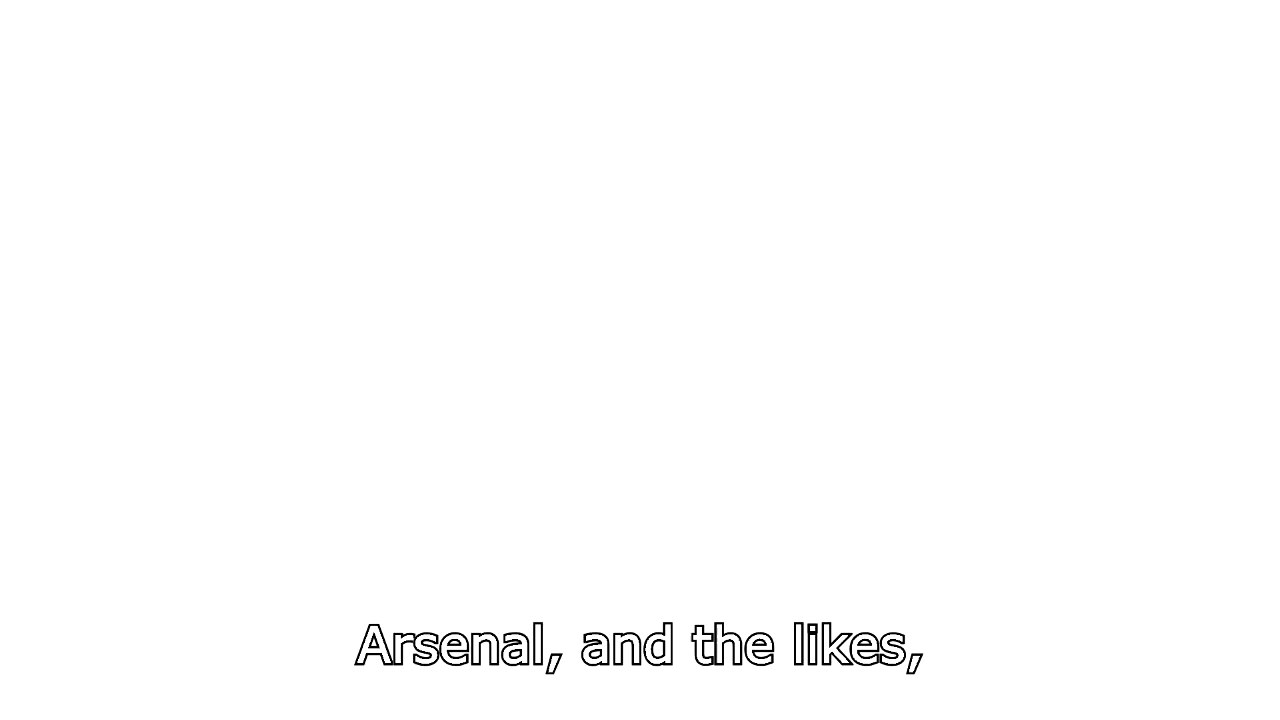 Arsenal, and the likes,